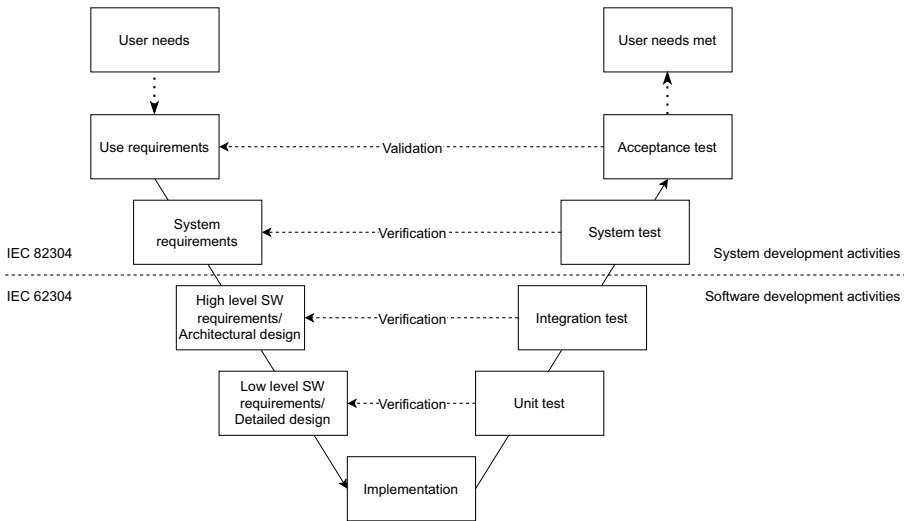 User needs
User needs met
Use requirements
Validation
Acceptance test
System
requirements
Verification
System test
IEC 82304
System development activities
IEC 62304
Software development activities
High level SW
requirements/
Architectural design
Verification
Integration test
Low level SW
requirements/
Detailed design
Verification
Unit test
Implementation